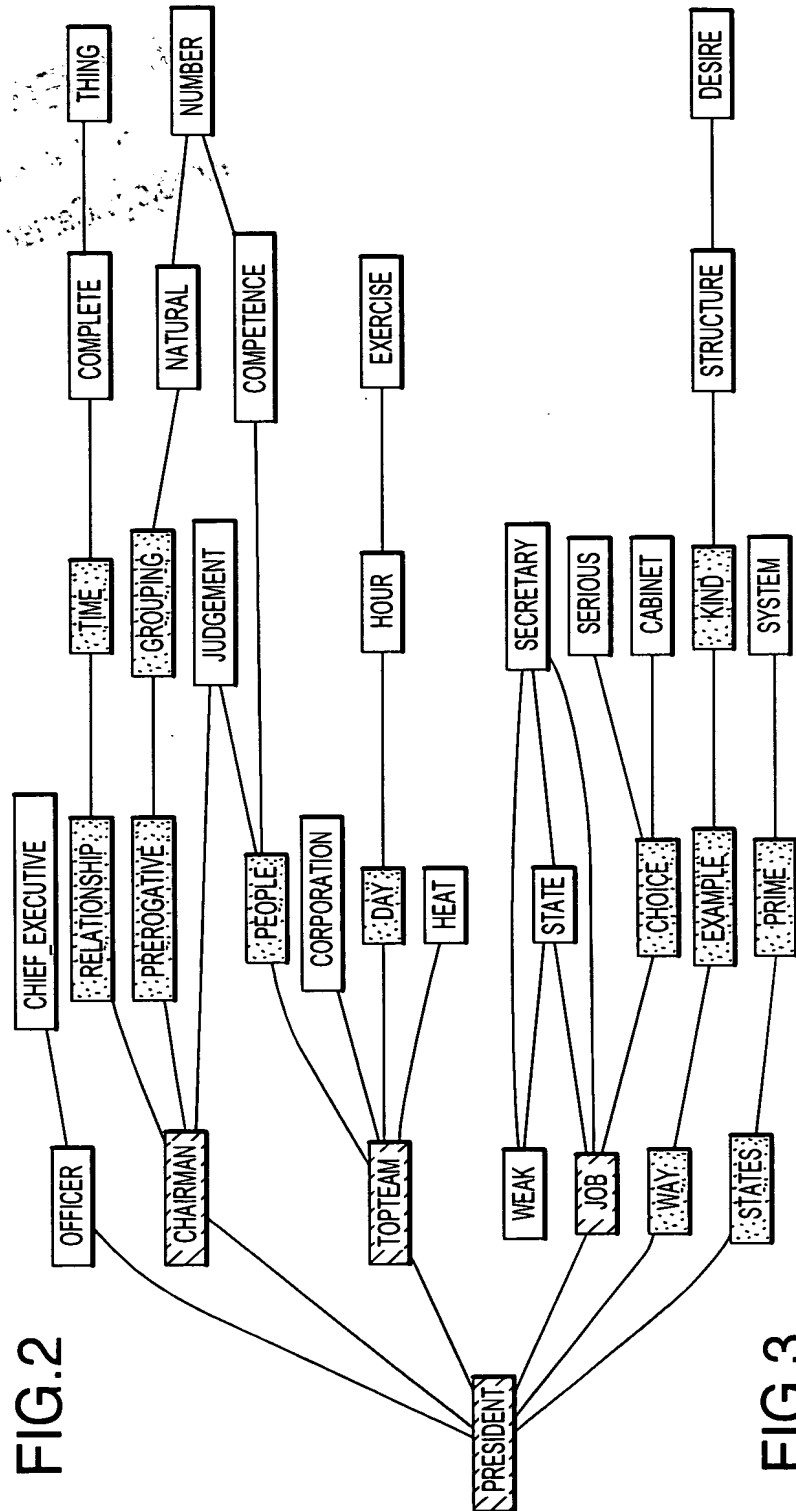 FIG.2
PRESIDENT
OFFICER
CHAIRMAN
TOPTEAM
WEAK
JOB
WAY
STATES
CHIEF_EXECUTIVE
RELATIONSHIP
PREROGATIVE
PEOPLE
CORPORATION
DAY
HEAT
STATE
CHOICE
EXAMPLE
PRIME
TIME
GROUPING
JUDGEMENT
HOUR
SECRETARY
SERIOUS
CABINET
KIND
SYSTEM
COMPLETE
NATURAL
COMPETENCE
EXERCISE
STRUCTURE
THING
NUMBER
DESIRE
FIG.3